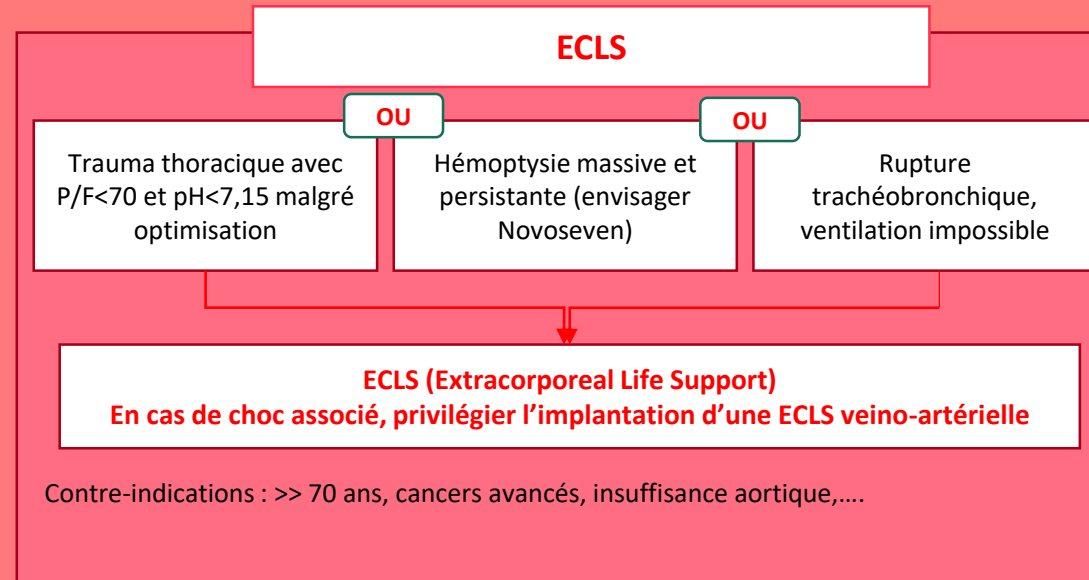 ECLS
OU
OU
Trauma thoracique avec
P/F<70 et pH<7,15 malgré
optimisation
Hémoptysie massive et
persistante (envisager
Novoseven)
Rupture
trachéobronchique,
ventilation impossible
ECLS (Extracorporeal Life Support)
En cas de choc associé, privilégier l’implantation d’une ECLS veino-artérielle
Contre-indications : >> 70 ans, cancers avancés, insuffisance aortique,….